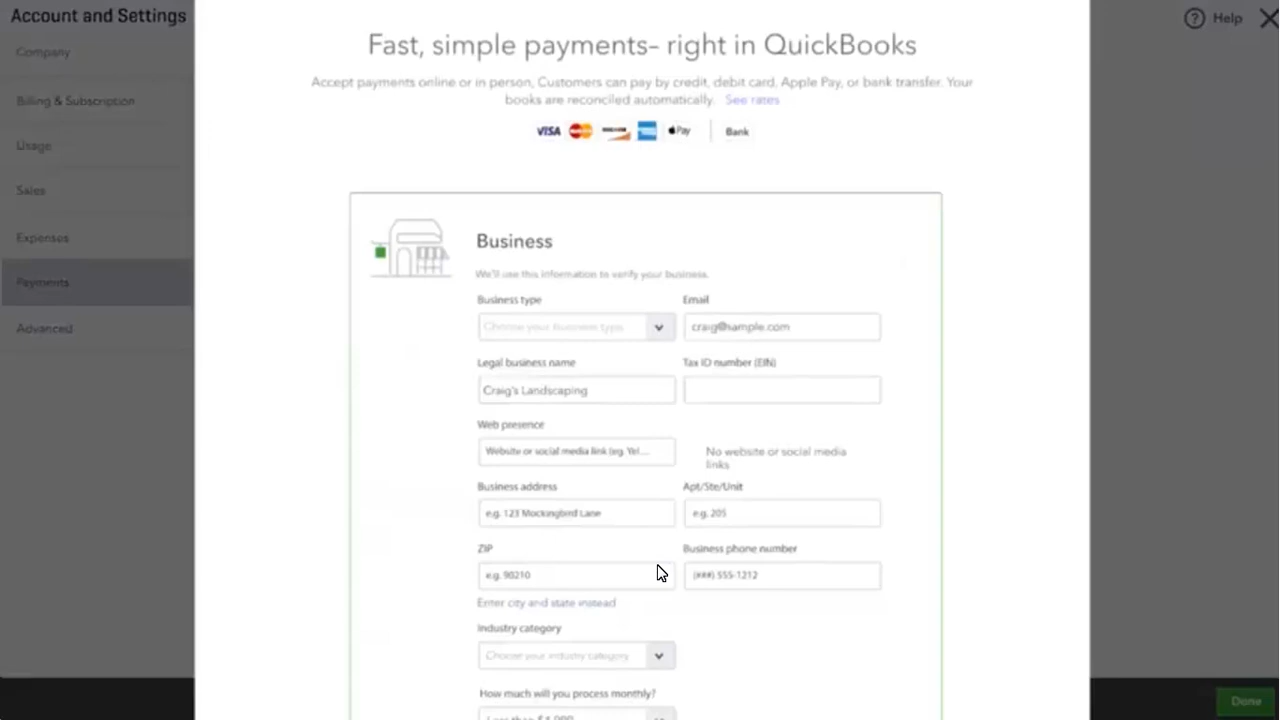 Account and Settings
Help
Company
Billing & Subscription
Usage
Sales
Expenses
Payments
Advanced
Fast, simple payments– right in QuickBooks
Accept payments online or in person, Customers can pay by credit, debit card, Apple Pay, or bank transfer. Your
books are reconciled automatically. See rates
VISA Pay Bank
Business
We'll use this information to verify your business.
Business type Email
Choose your business type craig@sample.com
Legal business name Tax ID number (EIN)
Craig's Landscaping
Web presence
Website or social media link (eg. Yel... No website or social media
links
Business address Apt/Ste/Unit
e.g. 123 Mockingbird Lane e.g. 205
ZIP Business phone number
e.g. 90210 (###) 555-1212
Enter city and state instead
Industry category
Choose your industry category
How much will you process monthly?
Less than $4,999
Done